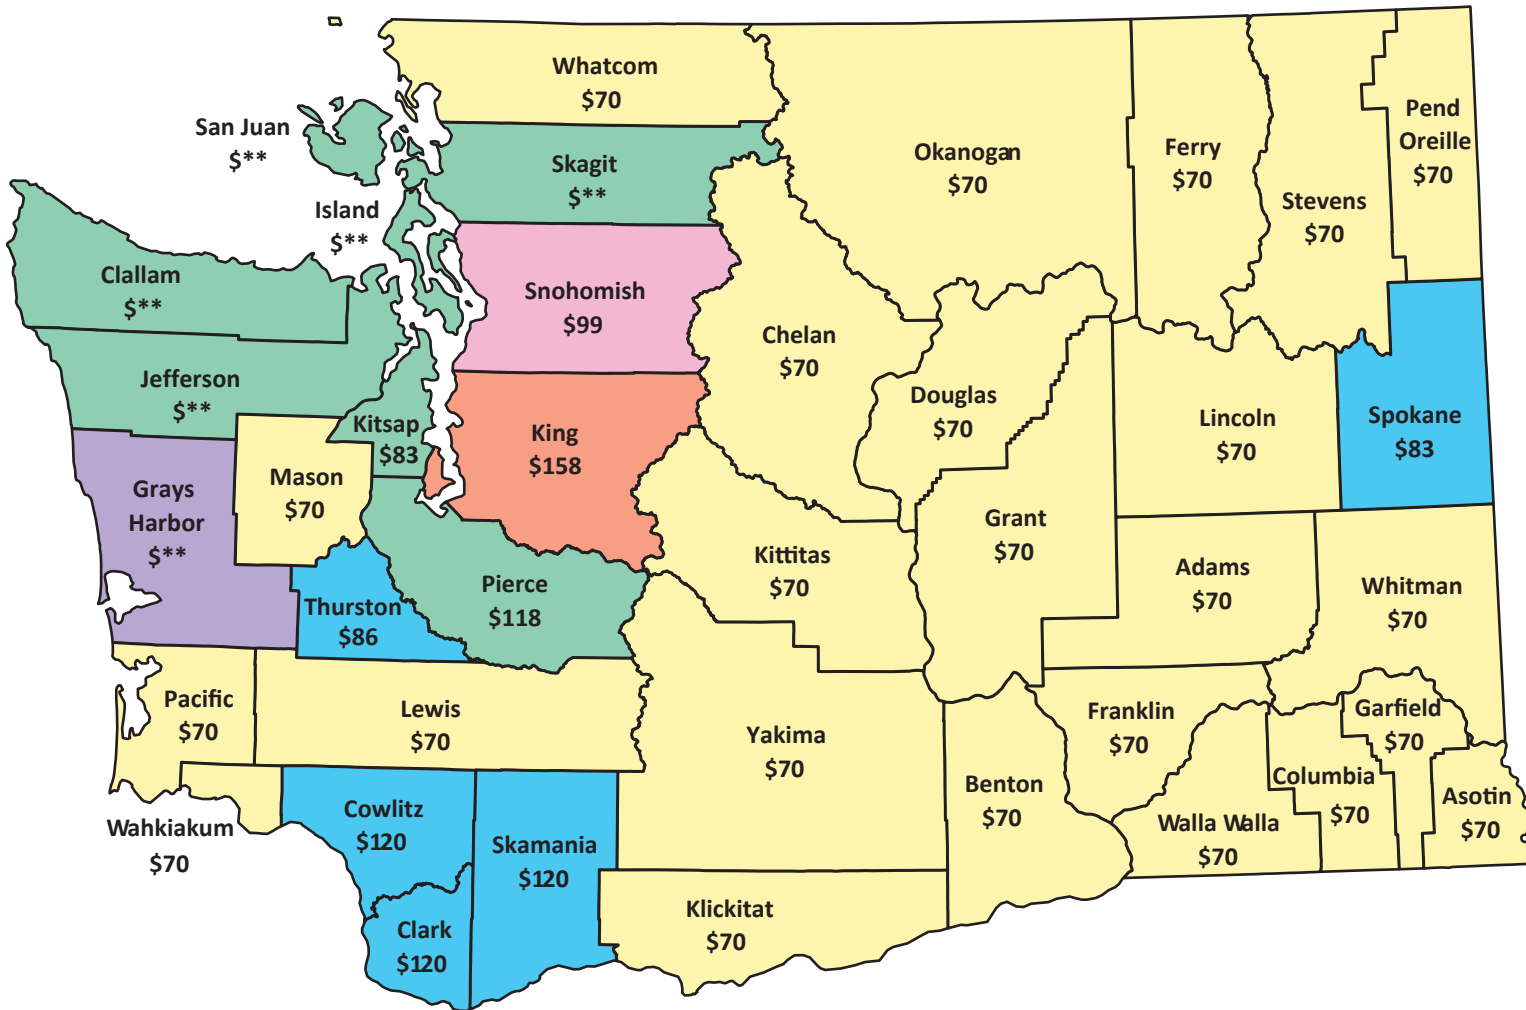 Whatcom
$70
San Juan
$**
Skagit
$**
Island
$**
Okanogan
$70
Ferry
$70
Stevens
$70
Pend
Oreille
$70
Clallam
$**
Snohomish
$99
Chelan
$70
Jefferson
$**
Kitsap
$83
King
$158
Douglas
$70
Lincoln
$70
Spokane
$83
Grays
Harbor
$**
Mason
$70
Grant
$70
Kittitas
$70
Adams
$70
Whitman
$70
Thurston
$86
Pierce
$118
Pacific
$70
Lewis
$70
Yakima
$70
Franklin
$70
Garfield
$70
Benton
$70
Columbia
$70
Asotin
$70
Wahkiakum
$70
Cowlitz
$120
Skamania
$120
Walla Walla
$70
Clark
$120
Klickitat
$70